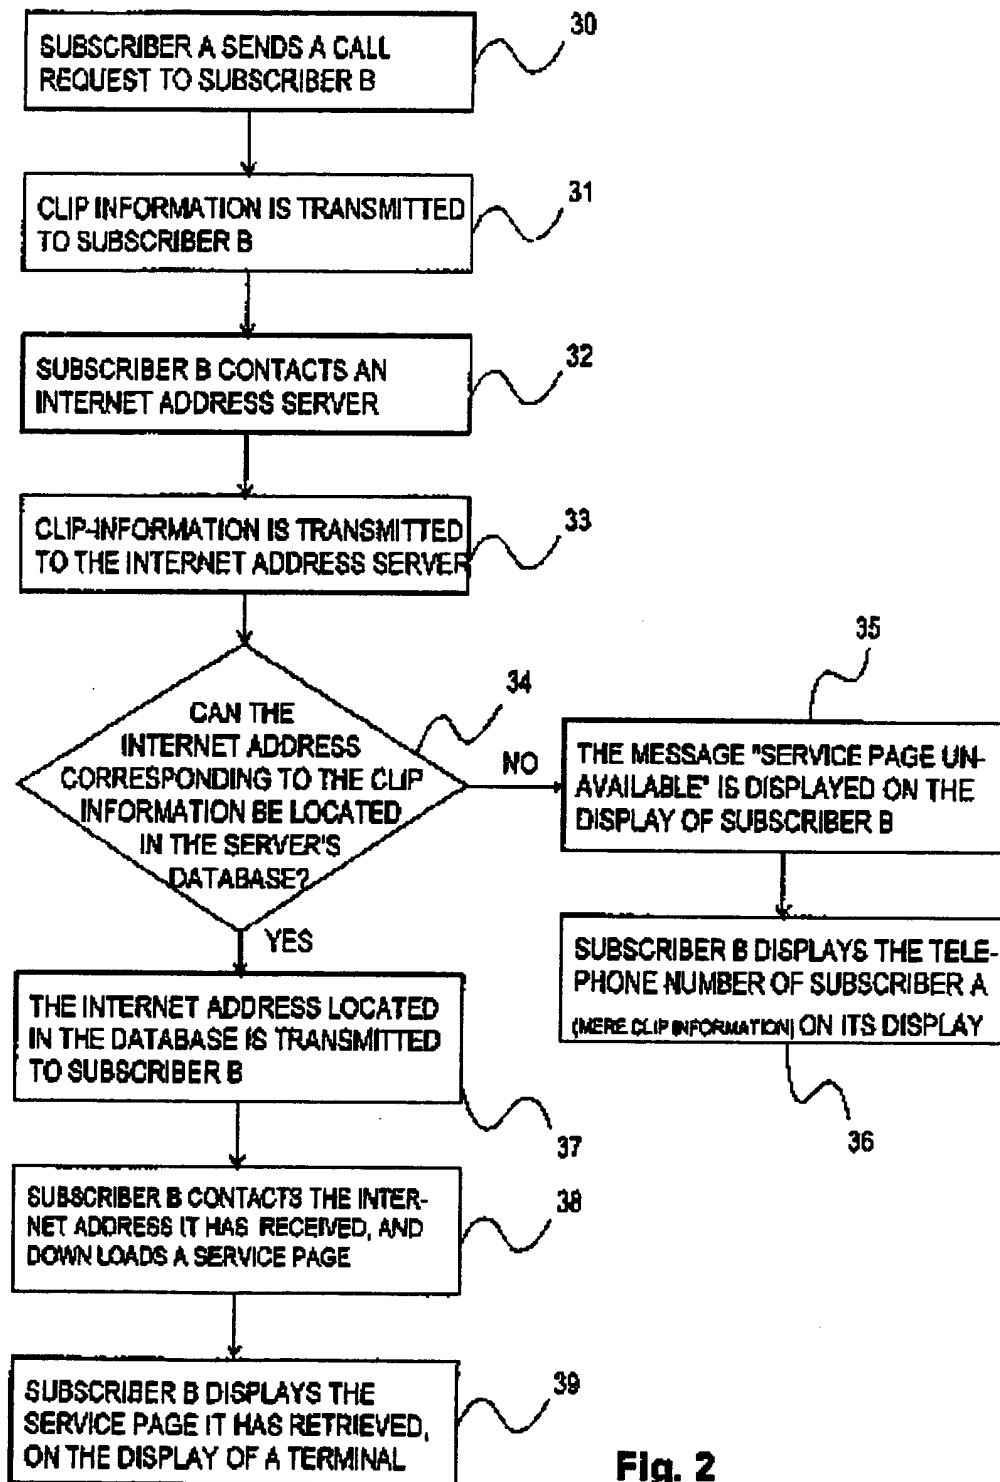 30
SUBSCRIBER A SENDS A CALL
REQUEST TO SUBSCRIBER B
31
CLIP INFORMATION IS TRANSMITTED
TO SUBSCRIBER B
32
SUBSCRIBER B CONTACTS AN
INTERNET ADDRESS SERVER
33
CLIP-INFORMATION IS TRANSMITTED
TO THE INTERNET ADDRESS SERVER
34
CAN THE
INTERNET ADDRESS
CORRESPONDING TO THE CLIP
INFORMATION BE LOCATED
IN THE SERVER'S
DATABASE?
NO
35
THE MESSAGE "SERVICE PAGE UN-
AVAILABLE" IS DISPLAYED ON THE
DISPLAY OF SUBSCRIBER B
SUBSCRIBER B DISPLAYS THE TELE-
PHONE NUMBER OF SUBSCRIBER A
(MERE CLIP INFORMATION) ON ITS DISPLAY
36
YES
THE INTERNET ADDRESS LOCATED
IN THE DATABASE IS TRANSMITTED
TO SUBSCRIBER B
37
SUBSCRIBER B CONTACTS THE INTER-
NET ADDRESS IT HAS RECEIVED, AND
DOWN LOADS A SERVICE PAGE
38
SUBSCRIBER B DISPLAYS THE
SERVICE PAGE IT HAS RETRIEVED,
ON THE DISPLAY OF A TERMINAL
39
Fig. 2